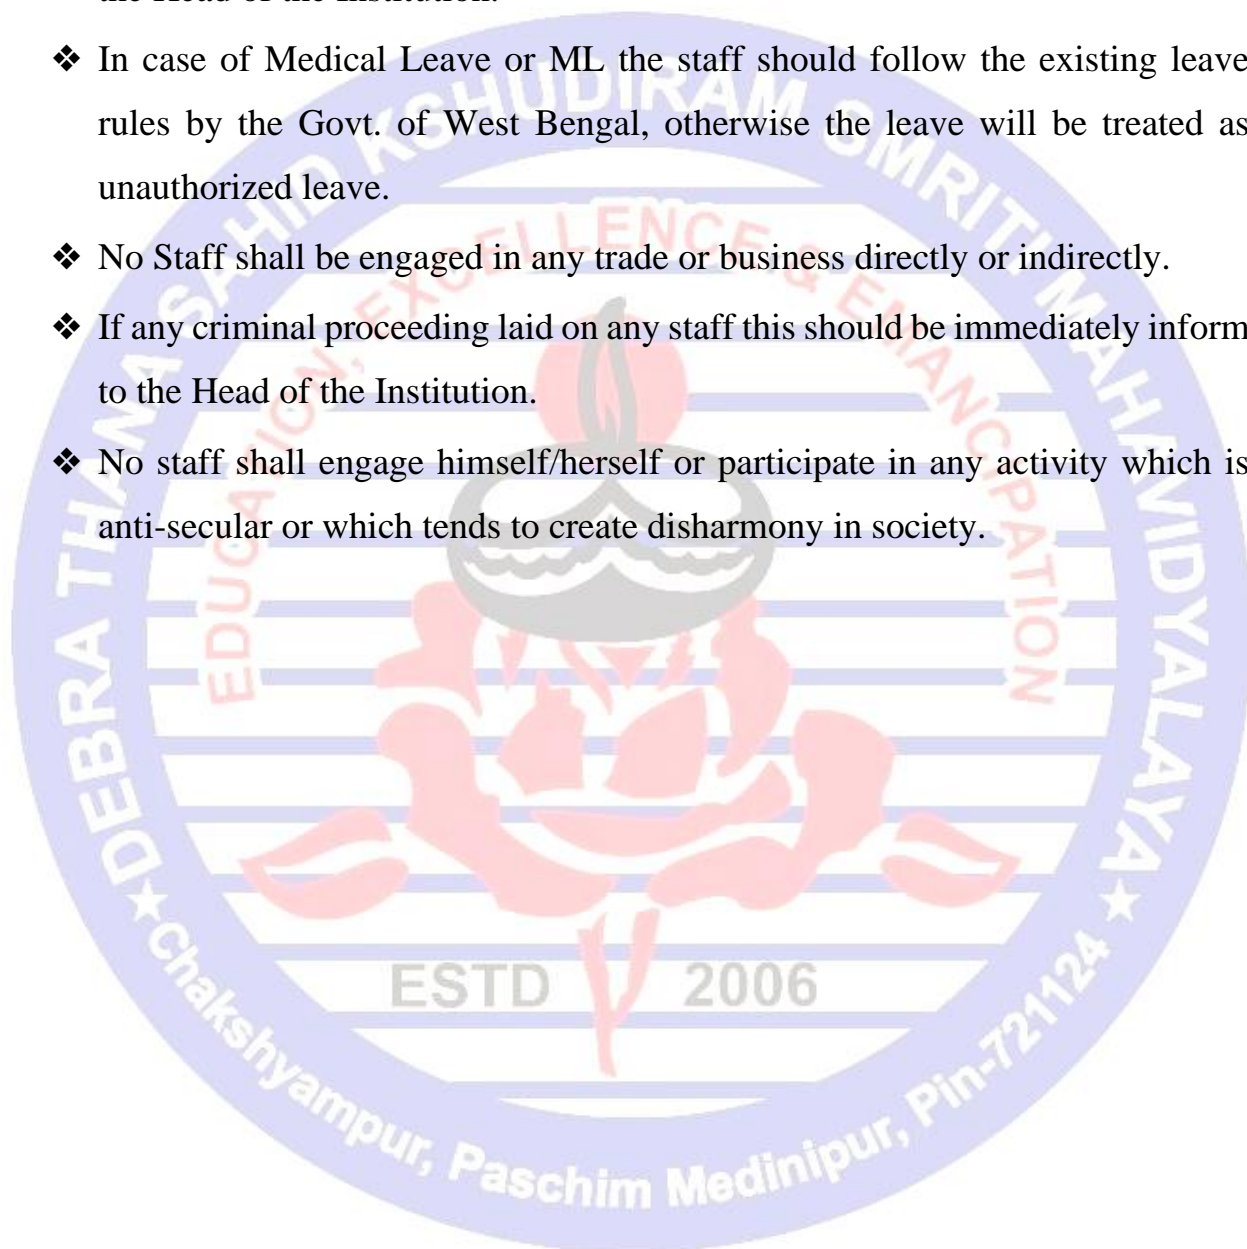 the Head of the Institution.
❖ In case of Medical Leave or ML the staff should follow the existing leave
rules by the Govt. of West Bengal, otherwise the leave will be treated as
unauthorized leave.
❖ No Staff shall be engaged in any trade or business directly or indirectly.
❖ If any criminal proceeding laid on any staff this should be immediately inform
to the Head of the Institution.
❖ No staff shall engage himself/herself or participate in any activity which is
anti-secular or which tends to create disharmony in society.
DEBRA THANA SAHID KSHUDIRAM SMRITI MAHAVIDYALAYA
EDUCATION, EXCELLENCE & EMANCIPATION
ESTD 2006
★ Chakshyampur, Paschim Medinipur, Pin-721124 ★